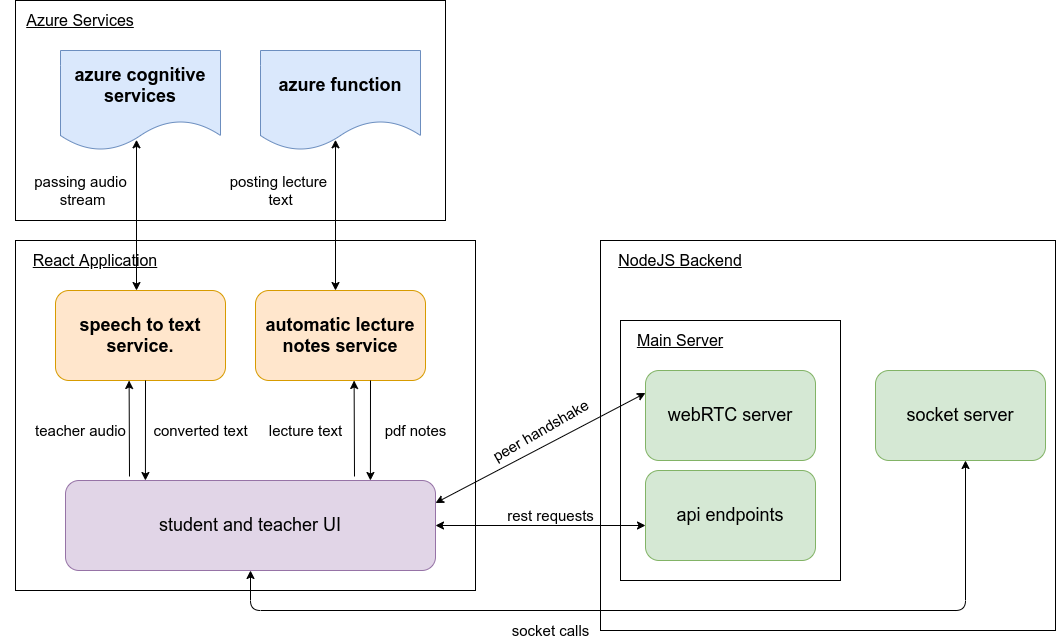 Azure Services
azure cognitive
services
azure function
passing audio
stream
posting lecture
text
React Application
speech to text
service.
automatic lecture
notes service
teacher audio
converted text
lecture text
pdf notes
student and teacher UI
peer handshake
rest requests
socket calls
NodeJS Backend
Main Server
webRTC server
api endpoints
socket server